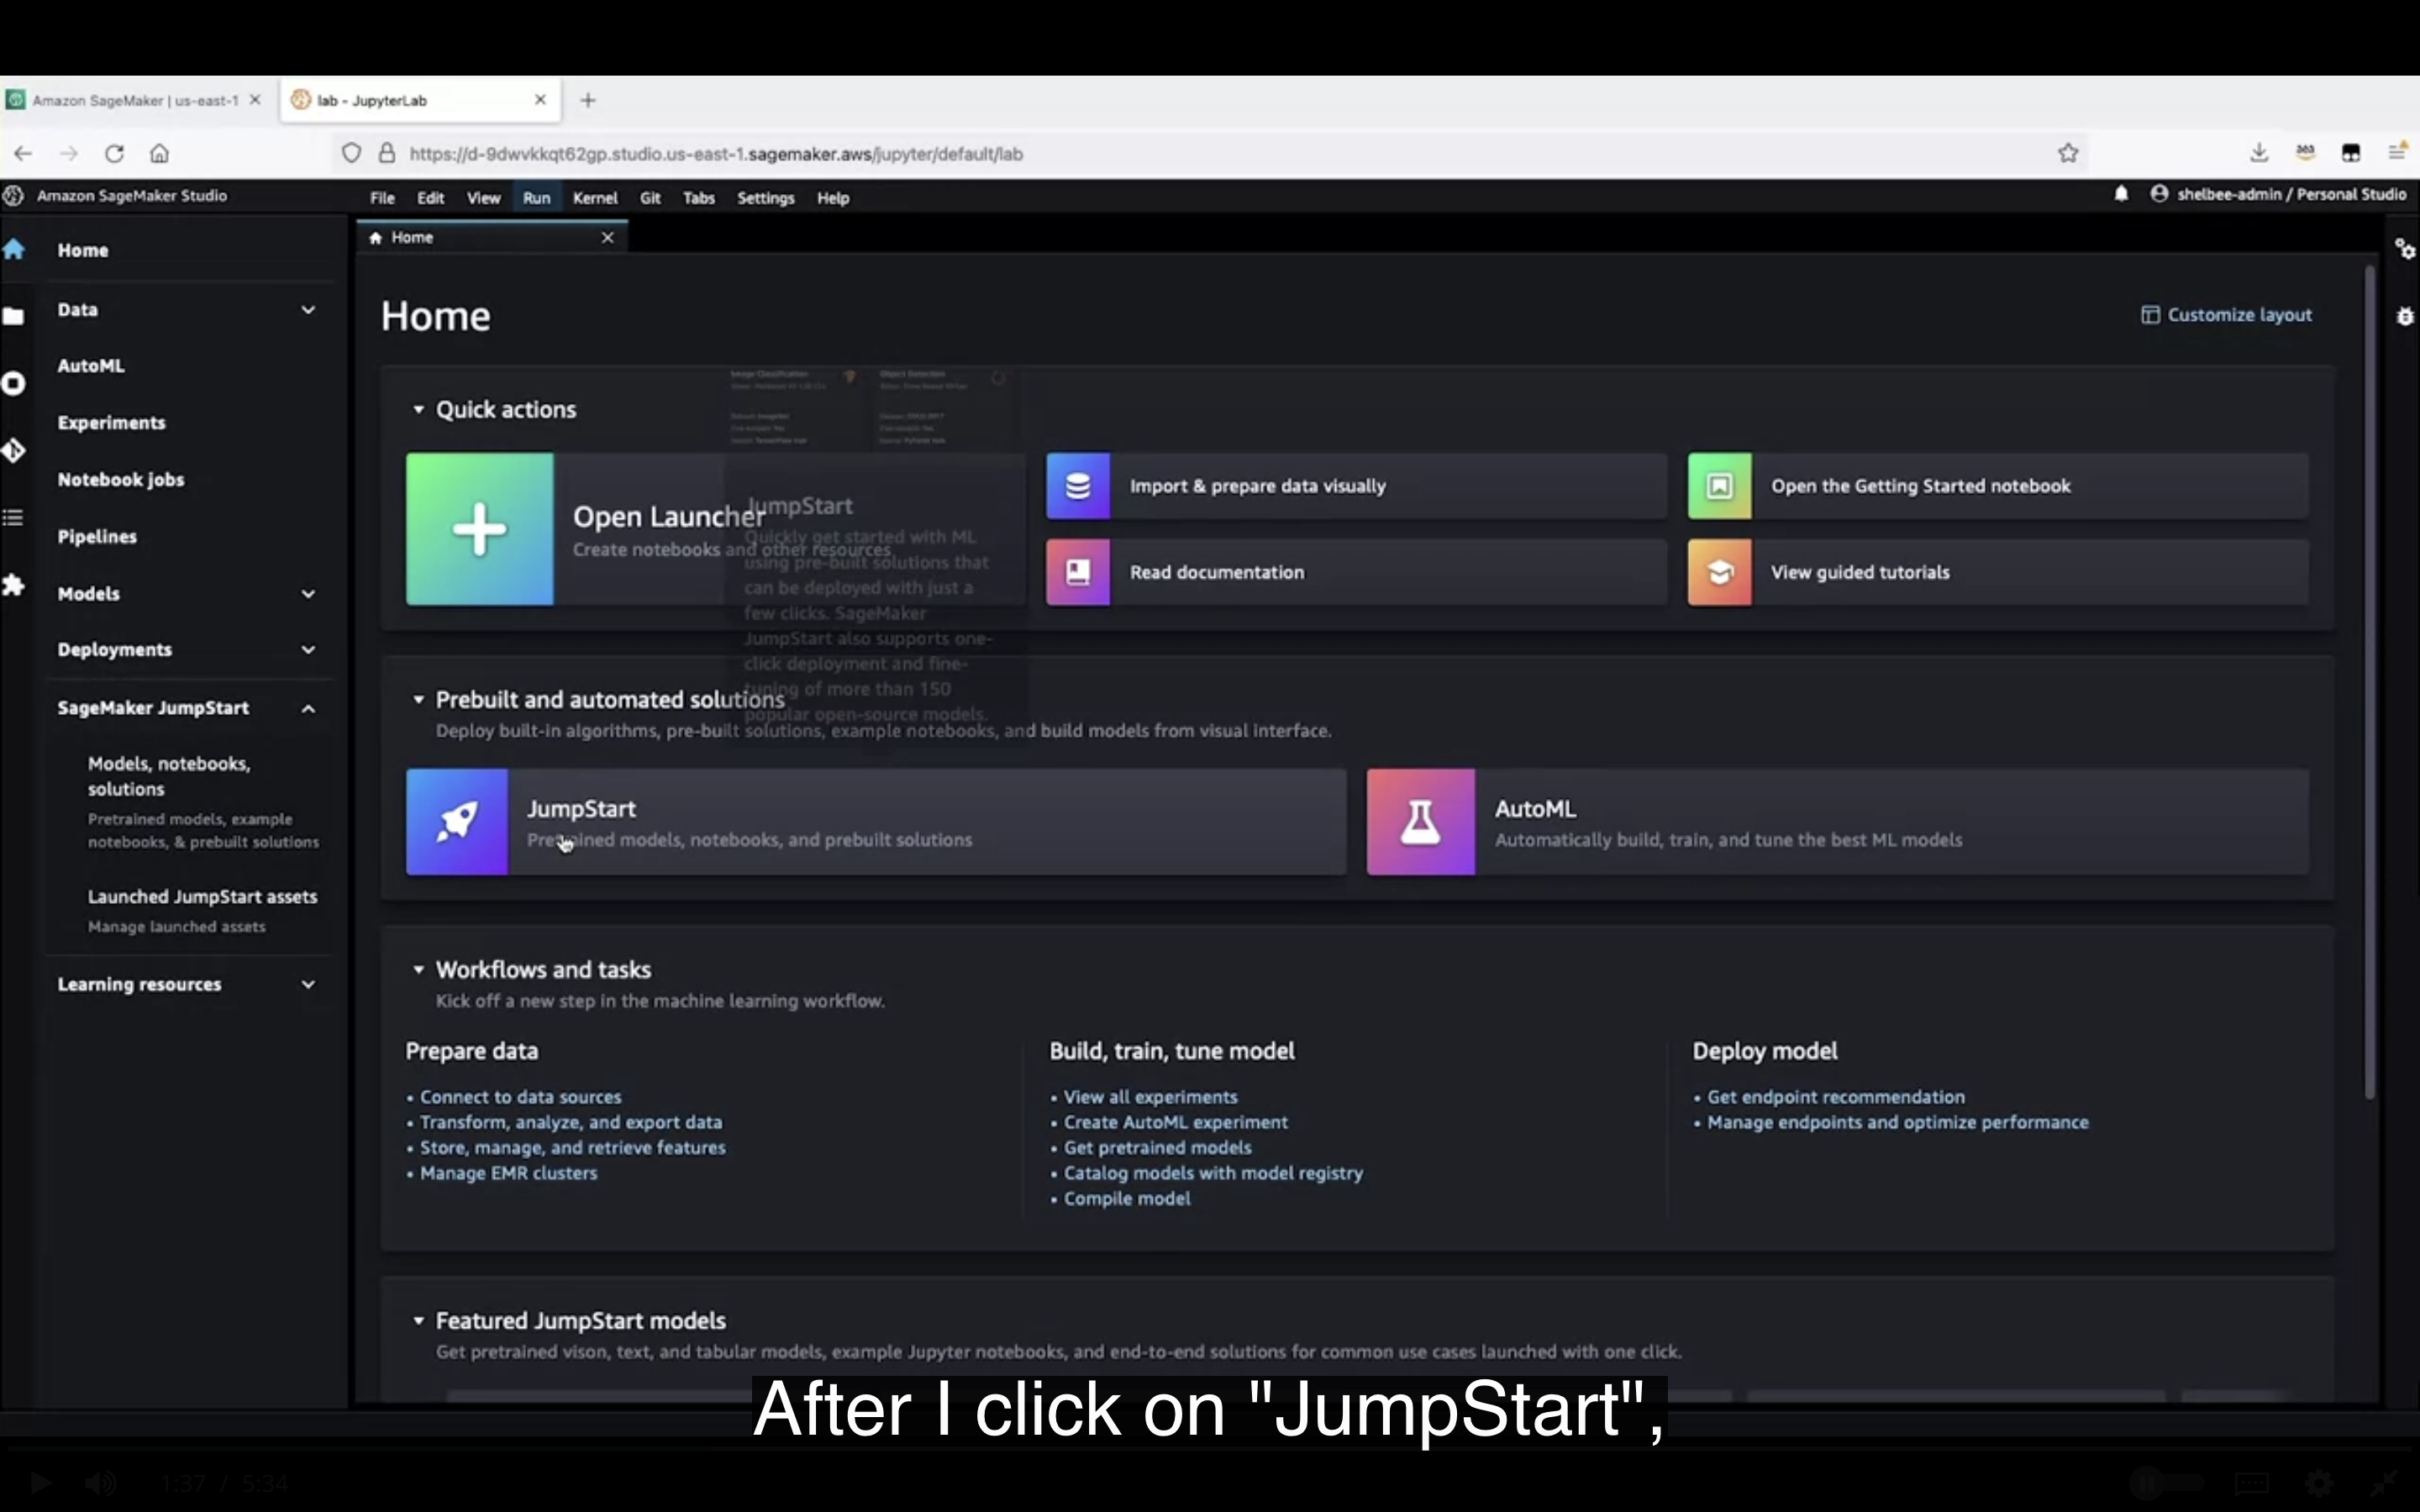 Amazon SageMaker | us-east-1
lab - JupyterLab
https://d-9dwvkkqt62gp.studio.us-east-1.sagemaker.aws/jupyter/default/lab
Amazon SageMaker Studio
File Edit View Run Kernel Git Tabs Settings Help
shelbee-admin / Personal Studio
Home
Data
AutoML
Experiments
Notebook jobs
Pipelines
Models
Deployments
SageMaker JumpStart
Models, notebooks,
solutions
Pretrained models, example
notebooks, & prebuilt solutions
Launched JumpStart assets
Manage launched assets
Learning resources
Home
Home
Customize layout
Quick actions
Image Classification
Object Detection
Open Launcher
Create notebooks and other resources
JumpStart
Quickly get started with ML
using pre-built solutions that
can be deployed with just a
few clicks. SageMaker
JumpStart also supports one-
click deployment and fine-
tuning of more than 150
popular open-source models.
Import & prepare data visually
Open the Getting Started notebook
Read documentation
View guided tutorials
Prebuilt and automated solutions
Deploy built-in algorithms, pre-built solutions, example notebooks, and build models from visual interface.
JumpStart
Pretrained models, notebooks, and prebuilt solutions
AutoML
Automatically build, train, and tune the best ML models
Workflows and tasks
Kick off a new step in the machine learning workflow.
Prepare data
• Connect to data sources
• Transform, analyze, and export data
• Store, manage, and retrieve features
• Manage EMR clusters
Build, train, tune model
• View all experiments
• Create AutoML experiment
• Get pretrained models
• Catalog models with model registry
• Compile model
Deploy model
• Get endpoint recommendation
• Manage endpoints and optimize performance
Featured JumpStart models
Get pretrained vison, text, and tabular models, example Jupyter notebooks, and end-to-end solutions for common use cases launched with one click.
After I click on "JumpStart",
1:37 / 5:34